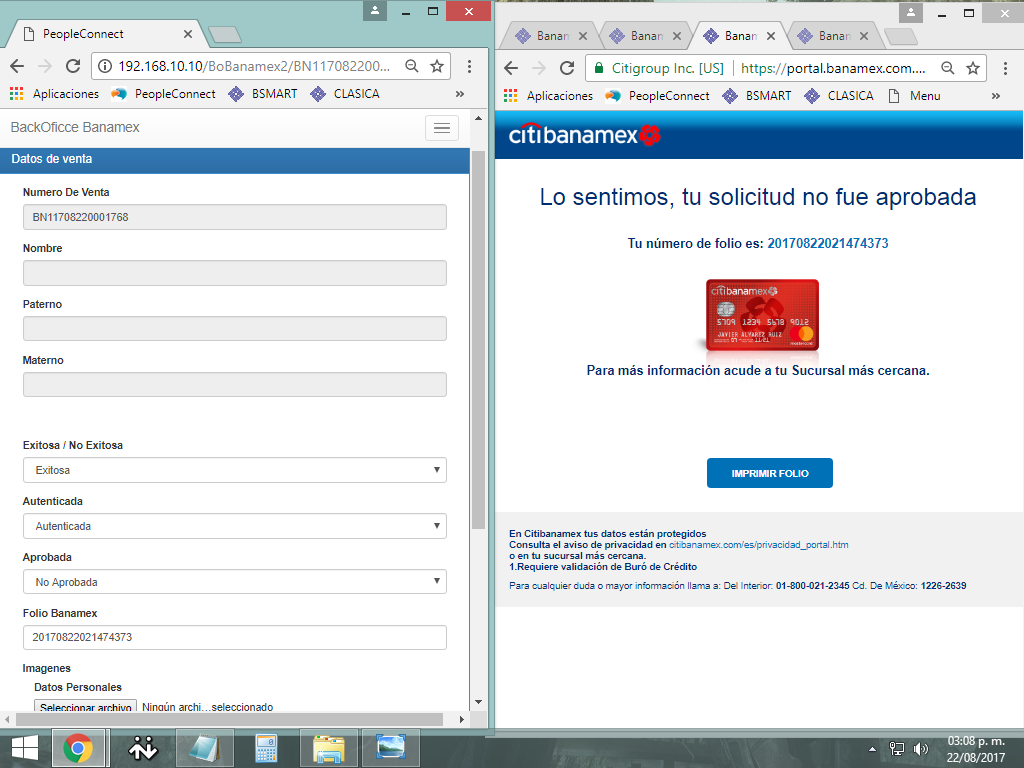 PeopleConnect
192.168.10.10/BoBanamex2/BN117082200...
Aplicaciones
PeopleConnect
BSMART
CLASICA
»
BackOficce Banamex
Datos de venta
Numero De Venta
BN11708220001768
Nombre
Paterno
Materno
Exitosa / No Exitosa
Exitosa
Autenticada
Autenticada
Aprobada
No Aprobada
Folio Banamex
20170822021474373
Imagenes
Datos Personales
Seleccionar archivo Ningún archi...seleccionado
Banam
Banam
Banam
Banam
Citigroup Inc. [US] https://portal.banamex.com....
Aplicaciones
PeopleConnect
BSMART
CLASICA
Menu
»
citibanamex
Lo sentimos, tu solicitud no fue aprobada
Tu número de folio es: 20170822021474373
citibanamex
5709 1234 5678 9012
JAVIER ALVAREZ RUIZ
mastercard
Para más información acude a tu Sucursal más cercana.
IMPRIMIR FOLIO
En Citibanamex tus datos están protegidos
Consulta el aviso de privacidad en citibanamex.com/es/privacidad_portal.htm
o en tu sucursal más cercana.
1.Requiere validación de Buró de Crédito
Para cualquier duda o mayor información llama a: Del Interior: 01-800-021-2345 Cd. De México: 1226-2639
03:08 p. m.
22/08/2017